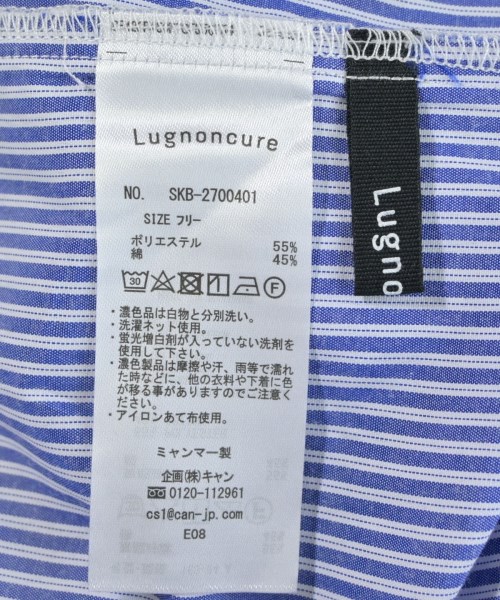 Lugnoncure
NO. SKB-2700401
SIZE フリー
ポリエステル 55%
綿 45%
30
F
・濃色品は白物と分別洗い。
・洗濯ネット使用。
・蛍光増白剤が入っていない洗剤を
使用して下さい。
・濃色製品は摩擦や汗、雨等で濡れ
た時などに、他の衣料や下着に色
が移る事がありますのでご注意く
ださい。
・アイロンあて布使用。
ミャンマー製
企画(株)キャン
0120-112961
cs1@can-jp.com
E08
Lugno